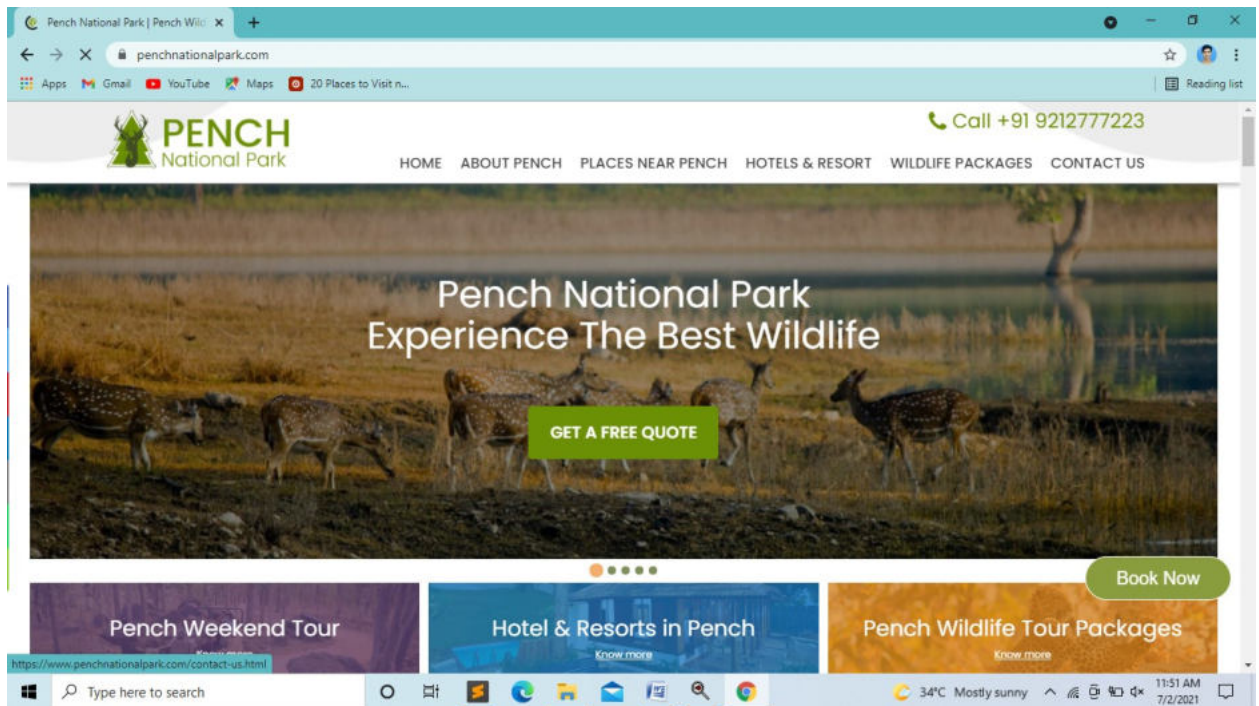 Pench National Park | Pench Wild
penchnationalpark.com
Apps Gmail YouTube Maps 20 Places to Visit n... Reading list
PENCH
National Park
Call +91 9212777223
HOME ABOUT PENCH PLACES NEAR PENCH HOTELS & RESORT WILDLIFE PACKAGES CONTACT US
Pench National Park
Experience The Best Wildlife
GET A FREE QUOTE
Book Now
Pench Weekend Tour
Know more
Hotel & Resorts in Pench
Know more
Pench Wildlife Tour Packages
Know more
https://www.penchnationalpark.com/contact-us.html
Type here to search
34°C Mostly sunny
11:51 AM
7/2/2021